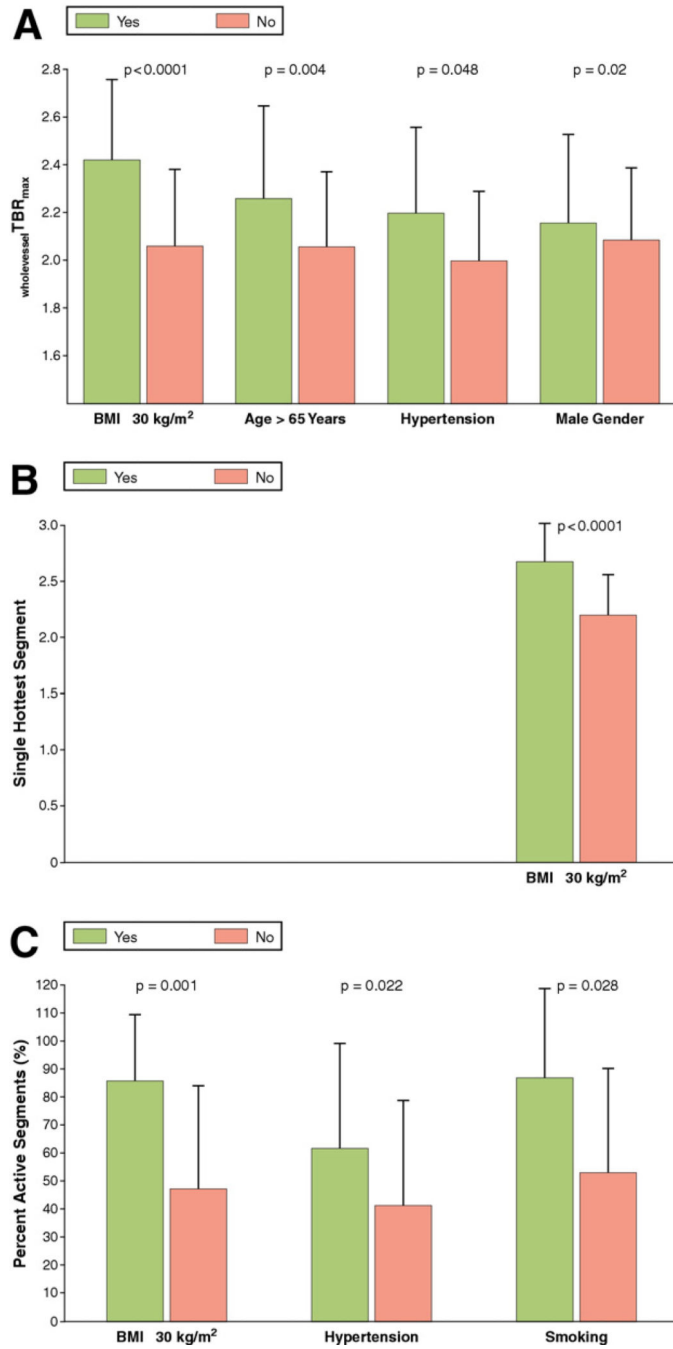 A
Yes No
p<0.0001 p = 0.004 p = 0.048 p = 0.02
2.8
2.6
2.4
2.2
2.0
1.8
1.6
wholevesselTBRmax
BMI 30 kg/m² Age > 65 Years Hypertension Male Gender
B
Yes No
p<0.0001
3.0
2.5
2.0
1.5
1.0
0.5
0
Single Hottest Segment
BMI 30 kg/m²
C
Yes No
p = 0.001 p = 0.022 p = 0.028
120
110
100
90
80
70
60
50
40
30
20
10
0
Percent Active Segments (%)
BMI 30 kg/m² Hypertension Smoking